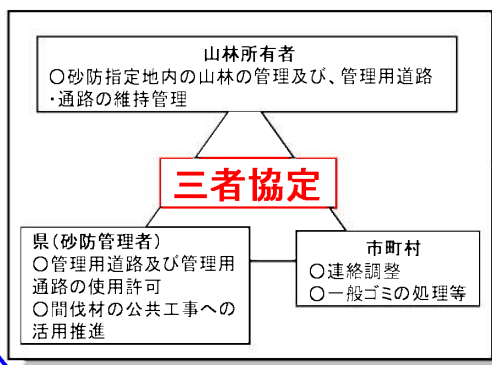 山林所有者
○砂防指定地内の山林の管理及び、管理用道路
・通路の維持管理
三者協定
県(砂防管理者)
○管理用道路及び管理用
通路の使用許可
○間伐材の公共工事への
活用推進
市町村
○連絡調整
○一般ゴミの処理等